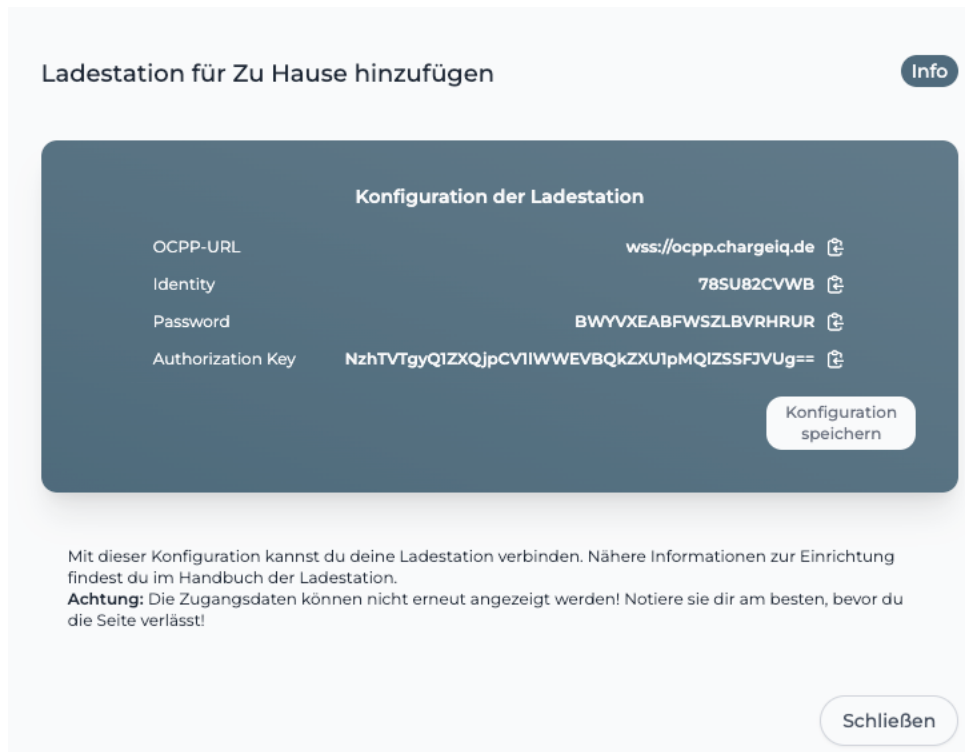 Ladestation für Zu Hause hinzufügen
Info
Konfiguration der Ladestation
OCPP-URL wss://ocpp.chargeiq.de
Identity 78SU82CVWB
Password BWYVXEABFWSZLBVRHRUR
Authorization Key NzhTVTgyQ1ZXQjpCV1lWWEVBQkZXU1pMQlZSSFJVUg==
Konfiguration
speichern
Mit dieser Konfiguration kannst du deine Ladestation verbinden. Nähere Informationen zur Einrichtung
findest du im Handbuch der Ladestation.
Achtung: Die Zugangsdaten können nicht erneut angezeigt werden! Notiere sie dir am besten, bevor du
die Seite verlässt!
Schließen